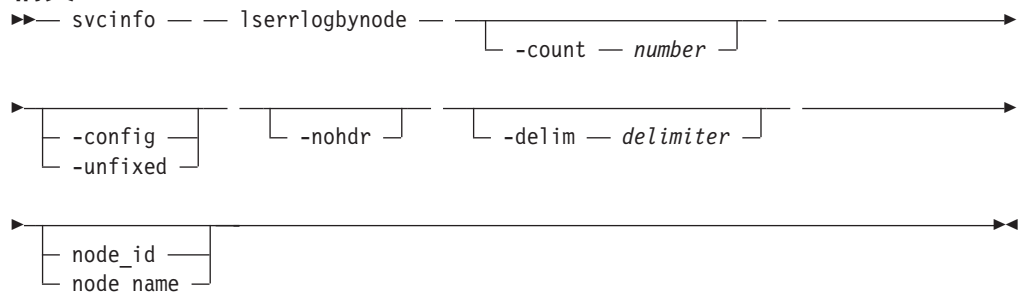 svcinfo lserrlogbynode
-count number
-config -nohdr -delim delimiter
-unfixed
node_id
node_name